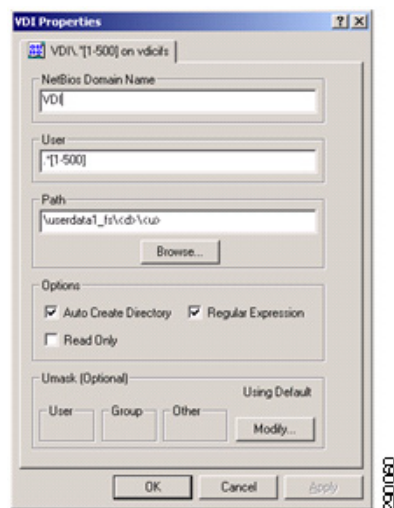 VDI Properties
VDI\.*[1-500] on vdicifs
NetBios Domain Name
VDI
User
.*[1-500]
Path
\userdata1_fs\<d>\<u>
Browse...
Options
Auto Create Directory
Regular Expression
Read Only
Umask (Optional)
Using Default
User
Group
Other
Modify...
OK
Cancel
Apply
290060